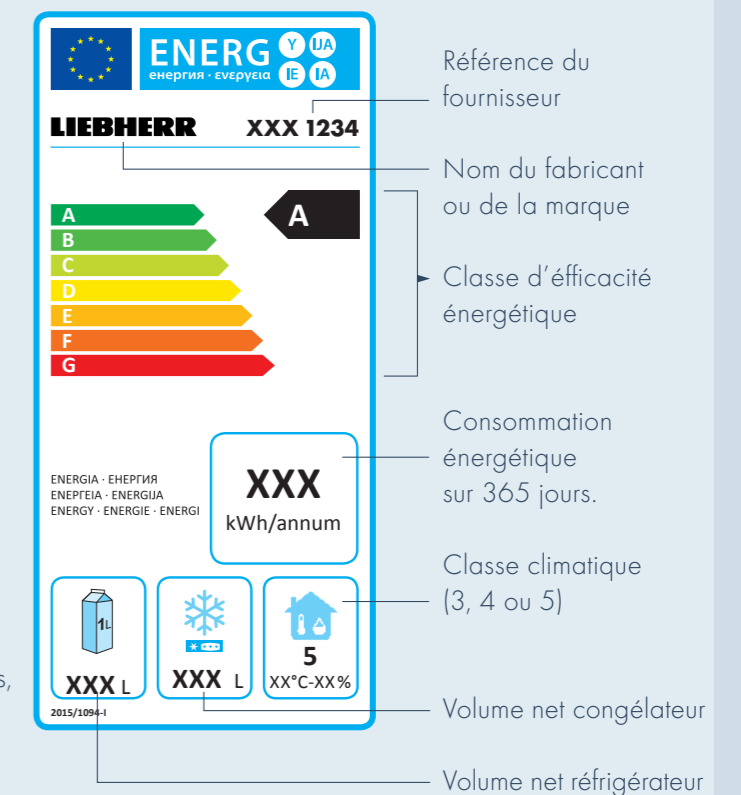 ENERG Y IJA
енергия · ενεργεια IE IA
LIEBHERR XXX 1234
A
A
B
C
D
E
F
G
ENERGIA · ЕНЕРГИЯ
ΕΝΕΡΓΕΙΑ · ENERGIJA
ENERGY · ENERGIE · ENERGI
XXX
kWh/annum
1L
XXX L
XXX L
5
XX°C-XX%
2015/1094-I
s,
Référence du
fournisseur
Nom du fabricant
ou de la marque
Classe d’éfficacité
énergétique
Consommation
énergétique
sur 365 jours.
Classe climatique
(3, 4 ou 5)
Volume net congélateur
Volume net réfrigérateur